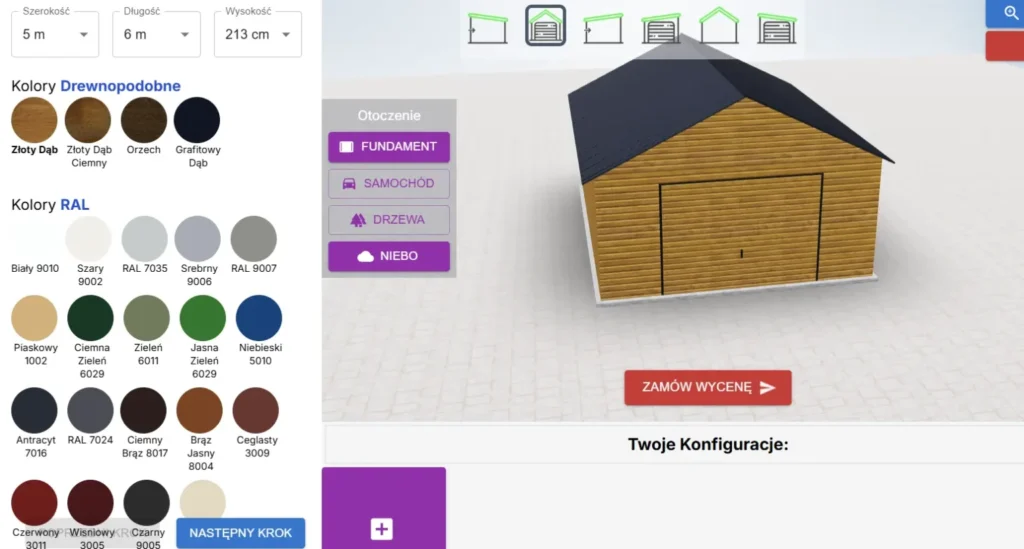 Szerokość
Długość
Wysokość
5 m
6 m
213 cm
Kolory Drewnopodobne
Złoty Dąb
Złoty Dąb Ciemny
Orzech
Grafitowy Dąb
Kolory RAL
Biały 9010
Szary 9002
RAL 7035
Srebrny 9006
RAL 9007
Piaskowy 1002
Ciemna Zieleń 6029
Zieleń 6011
Jasna Zieleń 6029
Niebieski 5010
Antracyt 7016
RAL 7024
Ciemny Brąz 8017
Brąz Jasny 8004
Ceglasty 3009
Czerwony 3011
Wiśniowy 3005
Czarny 9005
NASTĘPNY KROK
Otoczenie
FUNDAMENT
SAMOCHÓD
DRZEWA
NIEBO
ZAMÓW WYCENĘ
Twoje Konfiguracje: